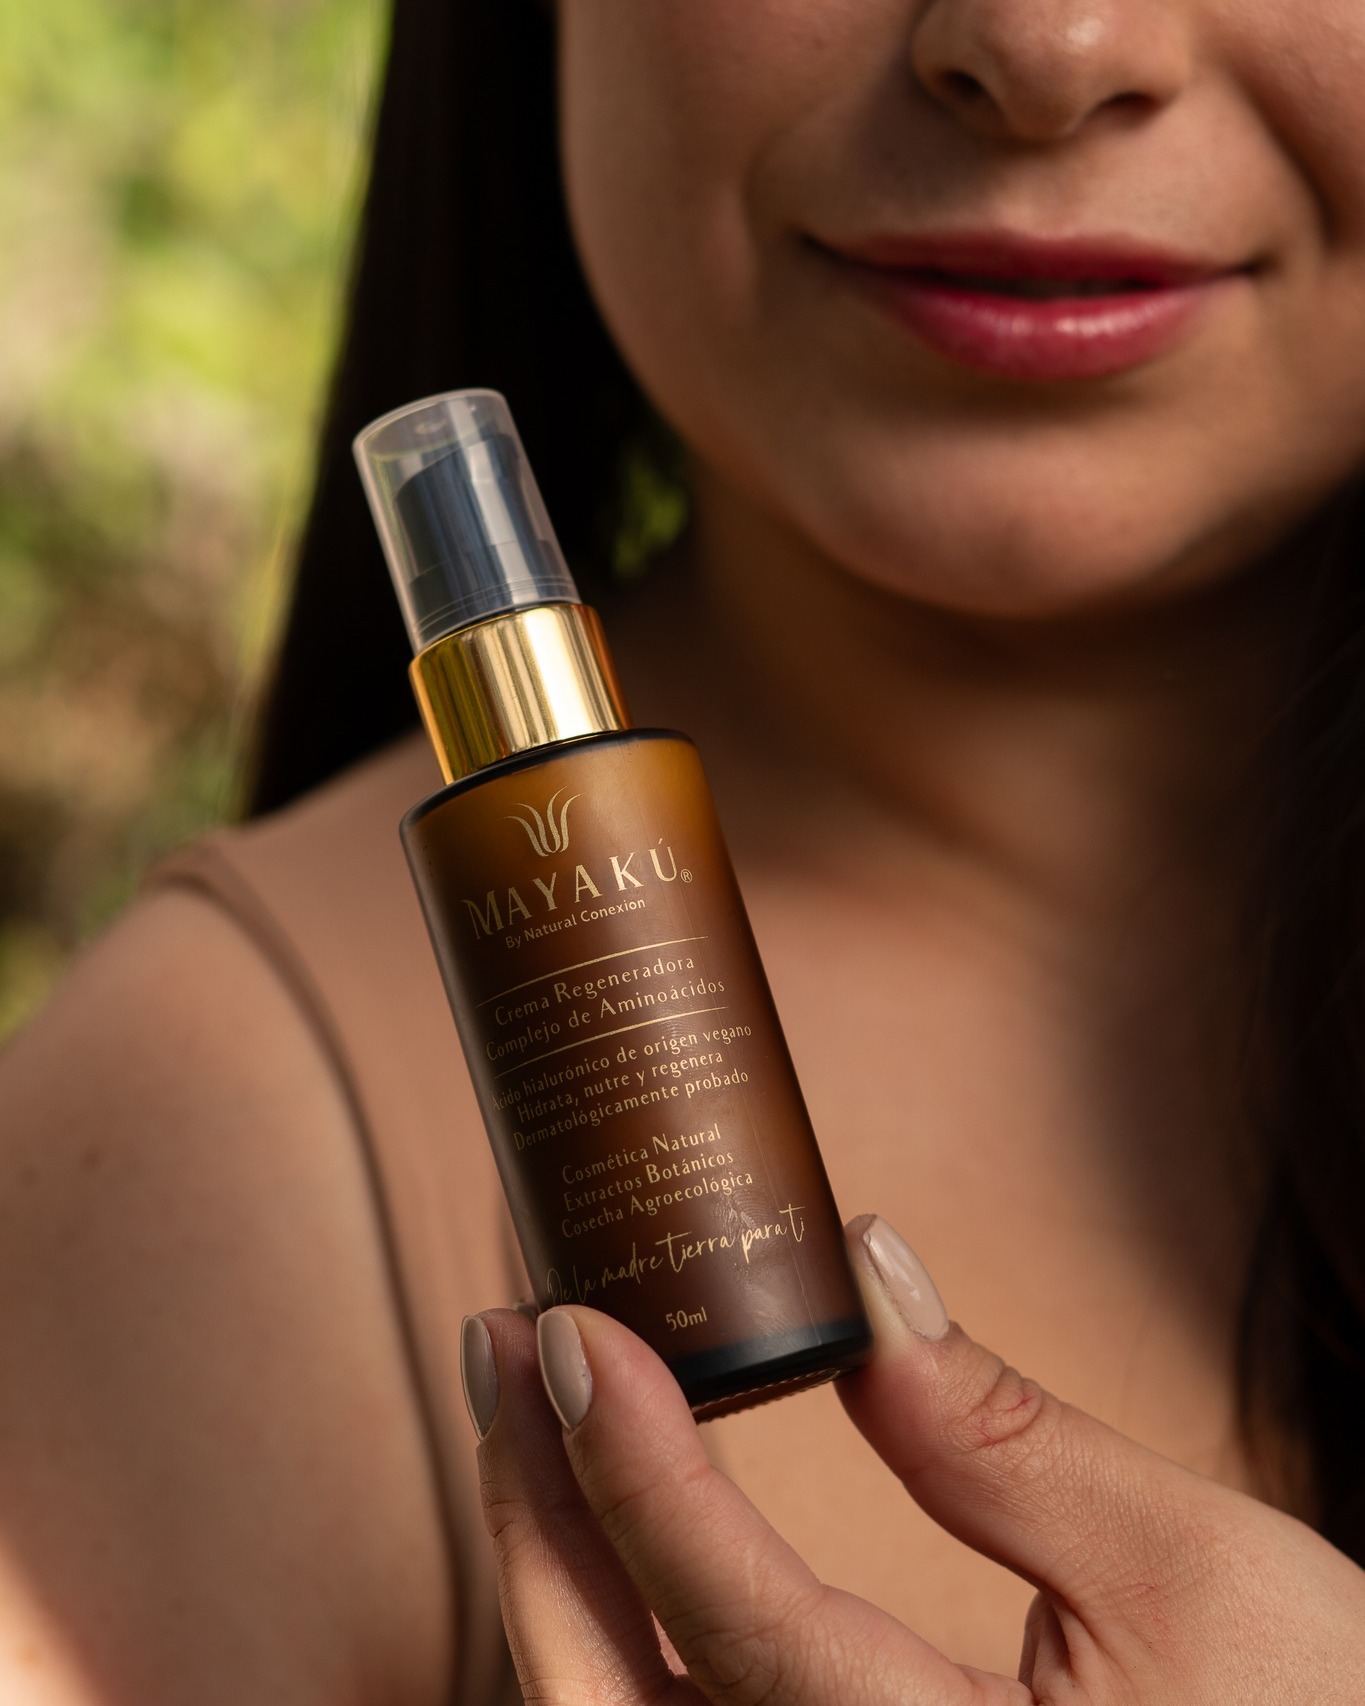 MAYAKÚ®
By Natural Conexion
Crema Regeneradora
Complejo de Aminoácidos
Acido hialurónico de origen vegano
Hidrata, nutre y regenera
Dermatológicamente probado
Cosmética Natural
Extractos Botánicos
Cosecha Agroecológica
De la madre tierra para ti
50ml